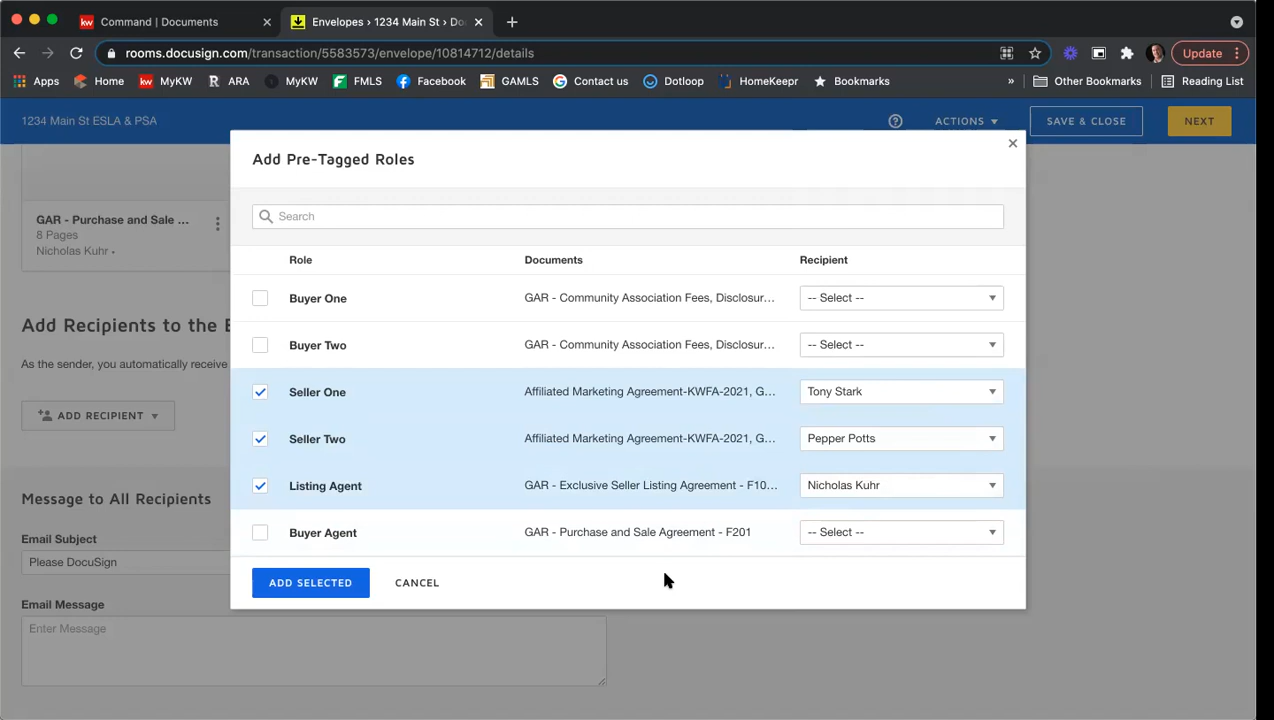 Command | Documents
Envelopes › 1234 Main St › Do
rooms.docusign.com/transaction/5583573/envelope/10814712/details
Update
Apps
Home
kw
MyKW
R
ARA
MyKW
FMLS
Facebook
GAMLS
Contact us
Dotloop
HomeKeepr
Bookmarks
»
Other Bookmarks
Reading List
1234 Main St ESLA & PSA
ACTIONS
SAVE & CLOSE
NEXT
Add Pre-Tagged Roles
GAR - Purchase and Sale ...
8 Pages
Nicholas Kuhr •
Search
Role
Documents
Recipient
Buyer One
GAR - Community Association Fees, Disclosur...
-- Select --
Buyer Two
GAR - Community Association Fees, Disclosur...
-- Select --
Seller One
Affiliated Marketing Agreement-KWFA-2021, G...
Tony Stark
Seller Two
Affiliated Marketing Agreement-KWFA-2021, G...
Pepper Potts
Listing Agent
GAR - Exclusive Seller Listing Agreement - F10...
Nicholas Kuhr
Buyer Agent
GAR - Purchase and Sale Agreement - F201
-- Select --
ADD SELECTED
CANCEL
Add Recipients to the E
As the sender, you automatically receive
ADD RECIPIENT
Message to All Recipients
Email Subject
Please DocuSign
Email Message
Enter Message